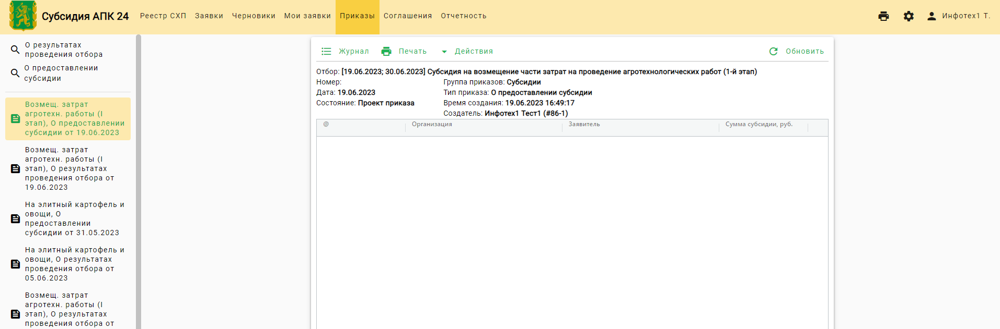 Субсидия АПК 24
Реестр СХП
Заявки
Черновики
Мои заявки
Приказы
Соглашения
Отчетность
Инфотех1 Т.
О результатах
проведения отбора
О предоставлении
субсидии
Возмещ. затрат
агротехн. работы (I
этап), О предоставлении
субсидии от 19.06.2023
Возмещ. затрат
агротехн. работы (I
этап), О результатах
проведения отбора от
19.06.2023
На элитный картофель и
овощи, О
предоставлении
субсидии от 31.05.2023
На элитный картофель и
овощи, О результатах
проведения отбора от
05.06.2023
Возмещ. затрат
агротехн. работы (I
этап), О результатах
проведения отбора от
Журнал
Печать
Действия
Обновить
Отбор: [19.06.2023; 30.06.2023] Субсидия на возмещение части затрат на проведение агротехнологических работ (1-й этап)
Номер:
Группа приказов: Субсидии
Дата: 19.06.2023
Тип приказа: О предоставлении субсидии
Состояние: Проект приказа
Время создания: 19.06.2023 16:49:17
Создатель: Инфотех1 Тест1 (#86-1)
@
Организация
Заявитель
Сумма субсидии, руб.